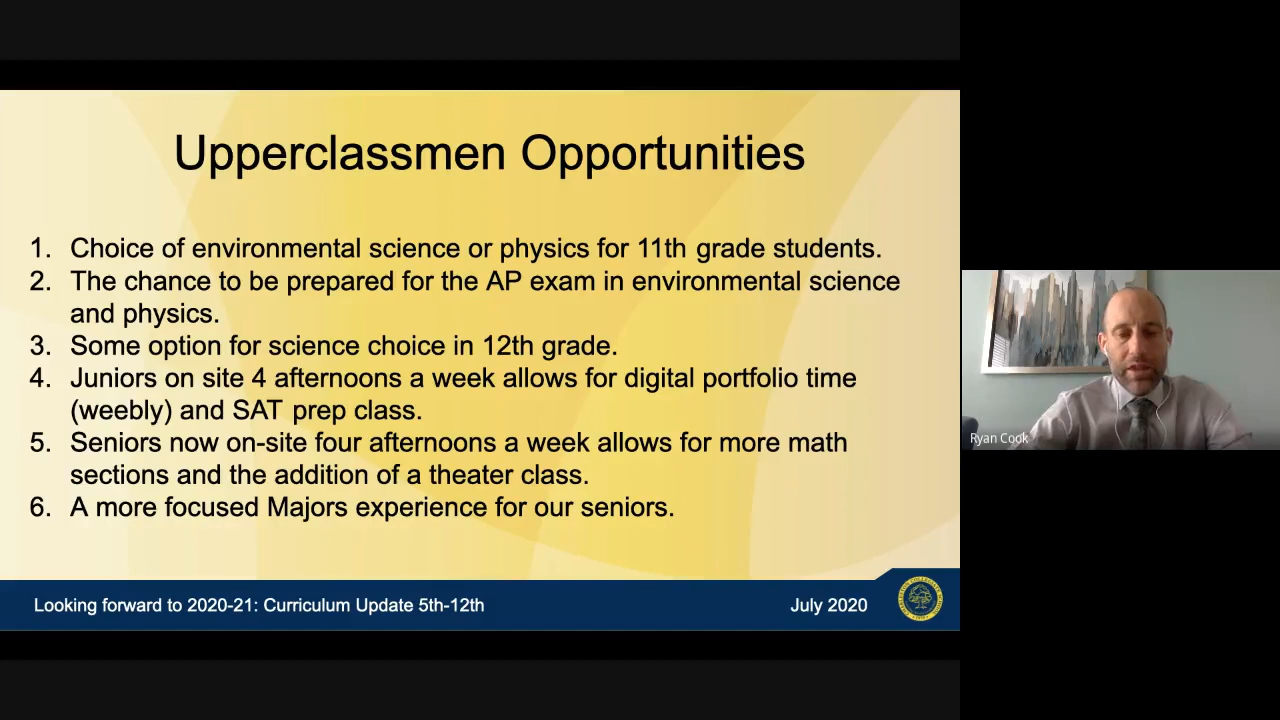 Upperclassmen Opportunities
1. Choice of environmental science or physics for 11th grade students.
2. The chance to be prepared for the AP exam in environmental science
and physics.
3. Some option for science choice in 12th grade.
4. Juniors on site 4 afternoons a week allows for digital portfolio time
(weebly) and SAT prep class.
5. Seniors now on-site four afternoons a week allows for more math
sections and the addition of a theater class.
6. A more focused Majors experience for our seniors.
Looking forward to 2020-21: Curriculum Update 5th-12th
July 2020
Ryan Cook